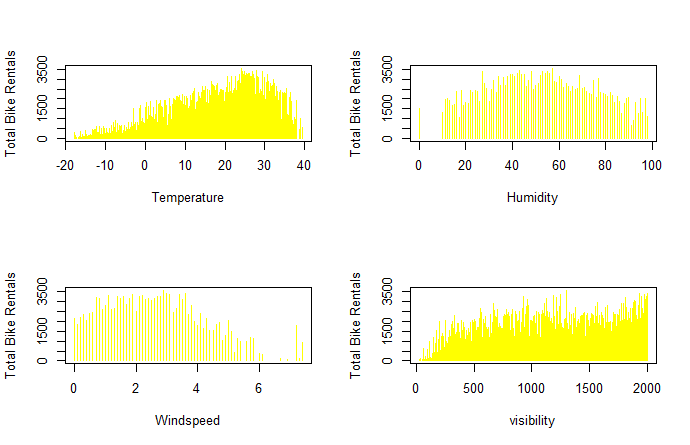 Total Bike Rentals
0 1500 3500
-20 -10 0 10 20 30 40
Temperature
Total Bike Rentals
0 1500 3500
0 20 40 60 80 100
Humidity
Total Bike Rentals
0 1500 3500
0 2 4 6
Windspeed
Total Bike Rentals
0 1500 3500
0 500 1000 1500 2000
visibility